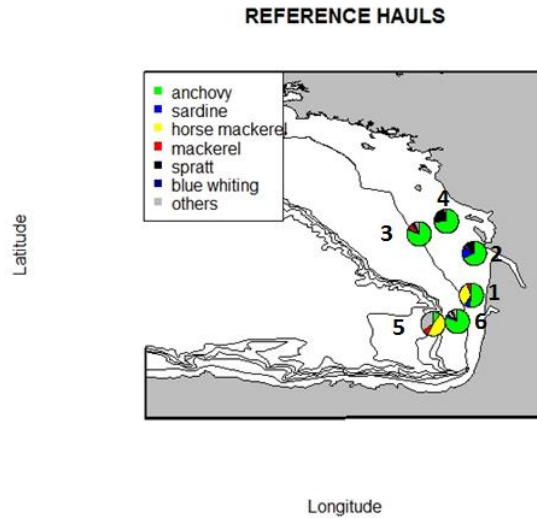 REFERENCE HAULS
anchovy
sardine
horse mackerel
mackerel
spratt
blue whiting
others
4
3
2
1
5
6
Latitude
Longitude